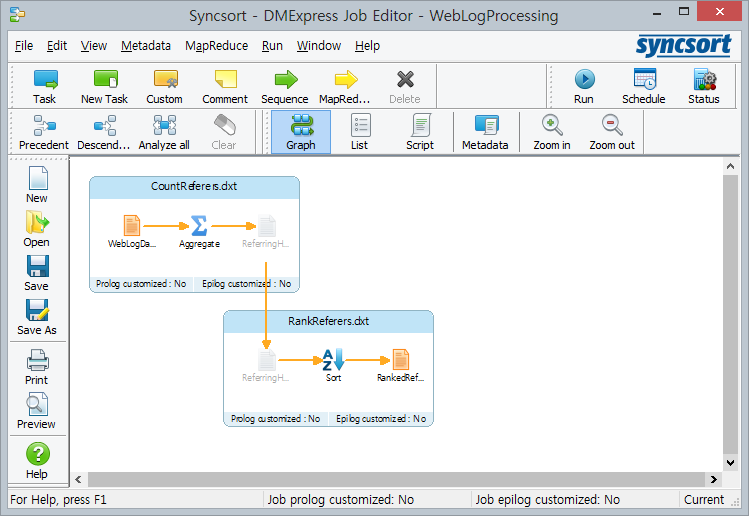 Syncsort - DMExpress Job Editor - WebLogProcessing
File Edit View Metadata MapReduce Run Window Help
syncsort
Task New Task Custom Comment Sequence MapRed... Delete Run Schedule Status
Precedent Descend... Analyze all Clear Graph List Script Metadata Zoom in Zoom out
New
Open
Save
Save As
Print
Preview
Help
CountReferers.dxt
WebLogDa... Aggregate ReferringH...
Prolog customized : No Epilog customized : No
RankReferers.dxt
ReferringH... AZ Sort RankedRef...
Prolog customized : No Epilog customized : No
For Help, press F1 Job prolog customized: No Job epilog customized: No Current